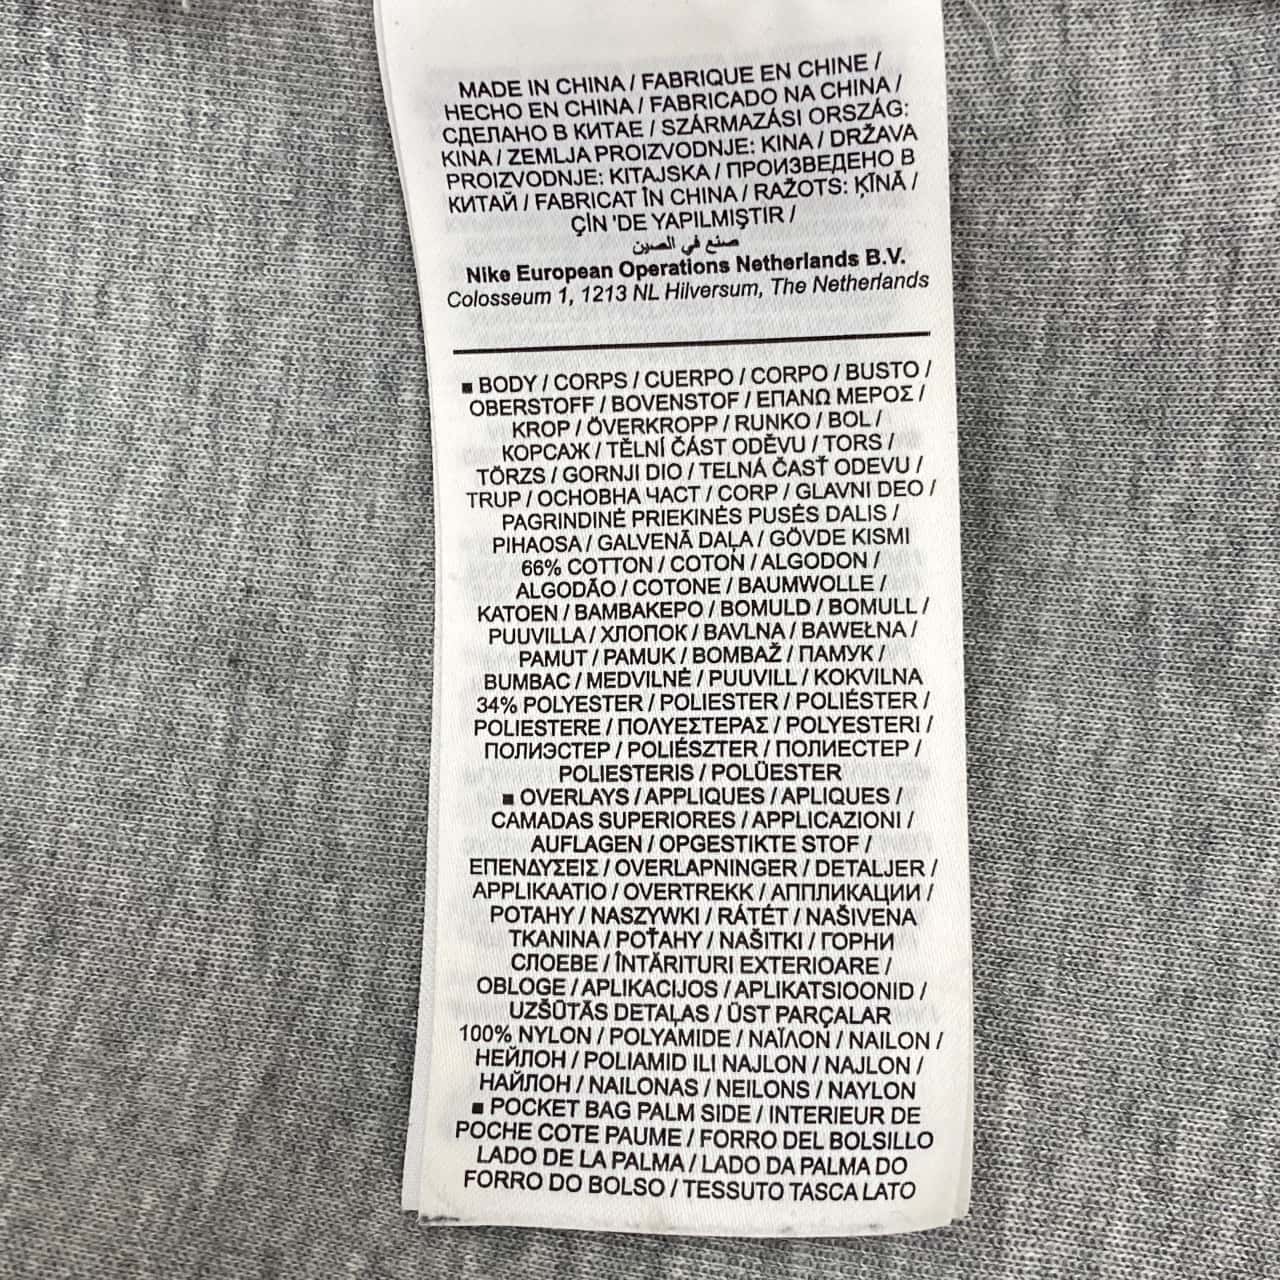 MADE IN CHINA / FABRIQUE EN CHINE /
HECHO EN CHINA / FABRICADO NA CHINA /
СДЕЛАНО В КИТАЕ / SZÁRMAZÁSI ORSZÁG:
KINA / ZEMLJA PROIZVODNJE: KINA / DRŽAVA
PROIZVODNJE: KITAJSKA / ПРОИЗВЕДЕНО В
КИТАЙ / FABRICAT ÎN CHINA / RAŽOTS: ĶĪNĀ /
ÇİN 'DE YAPILMIŞTIR /
صنع في الصين
Nike European Operations Netherlands B.V.
Colosseum 1, 1213 NL Hilversum, The Netherlands
■ BODY / CORPS / CUERPO / CORPO / BUSTO /
OBERSTOFF / BOVENSTOF / ΕΠΑΝΩ ΜΕΡΟΣ /
KROP / ÖVERKROPP / RUNKO / BOL /
КОРСАЖ / TĚLNÍ ČÁST ODĚVU / TORS /
TÖRZS / GORNJI DIO / TELNÁ ČASŤ ODEVU /
TRUP / ОСНОВНА ЧАСТ / CORP / GLAVNI DEO /
PAGRINDINĖ PRIEKINĖS PUSĖS DALIS /
PIHAOSA / GALVENĀ DAĻA / GÖVDE KISMI
66% COTTON / COTON / ALGODON /
ALGODÃO / COTONE / BAUMWOLLE /
KATOEN / ΒΑΜΒΑΚΕΡΟ / BOMULD / BOMULL /
PUUVILLA / ХЛОПОК / BAVLNA / BAWEŁNA /
PAMUT / PAMUK / BOMBAŽ / ПАМУК /
BUMBAC / MEDVILNĖ / PUUVILL / KOKVILNA
34% POLYESTER / POLIESTER / POLIÉSTER /
POLIESTERE / ΠΟΛΥΕΣΤΕΡΑΣ / POLYESTERI /
ПОЛИЭСТЕР / POLIÉSZTER / ПОЛИЕСТЕР /
POLIESTERIS / POLÜESTER
■ OVERLAYS / APPLIQUES / APLIQUES /
CAMADAS SUPERIORES / APPLICAZIONI /
AUFLAGEN / OPGESTIKTE STOF /
ΕΠΕΝΔΥΣΕΙΣ / OVERLAPNINGER / DETALJER /
APPLIKAATIO / OVERTREKK / АППЛИКАЦИИ /
POTAHY / NASZYWKI / RÁTÉT / NAŠIVENA
TKANINA / POŤAHY / NAŠITKI / ГОРНИ
СЛОЕВЕ / ÎNTĂRITURI EXTERIOARE /
OBLOGE / APLIKACIJOS / APLIKATSIOONID /
UZŠŪTĀS DETAĻAS / ÜST PARÇALAR
100% NYLON / POLYAMIDE / ΝΑΪΛΟΝ / NAILON /
НЕЙЛОН / POLIAMID ILI NAJLON / NAJLON /
НАЙЛОН / NAILONAS / NEILONS / NAYLON
■ POCKET BAG PALM SIDE / INTERIEUR DE
POCHE COTE PAUME / FORRO DEL BOLSILLO
LADO DE LA PALMA / LADO DA PALMA DO
FORRO DO BOLSO / TESSUTO TASCA LATO